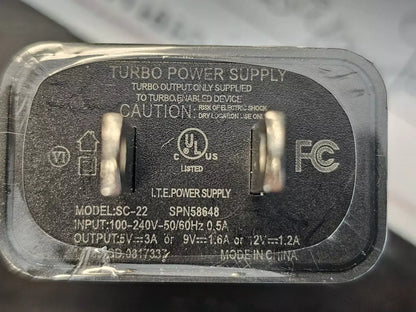 TURBO POWER SUPPLY
TURBO OUTPUT ONLY SUPPLIED
TO TURBO ENABLED DEVICE
CAUTION: RISK OF ELECTRIC SHOCK
DRY LOCATION USE ONLY
VI
C UL US
LISTED
FC
I.T.E.POWER SUPPLY
MODEL:SC-22 SPN58648
INPUT:100-240V~50/60Hz 0.5A
OUTPUT:5V⎓3A or 9V⎓1.6A or 12V⎓1.2A
MADE IN CHINA